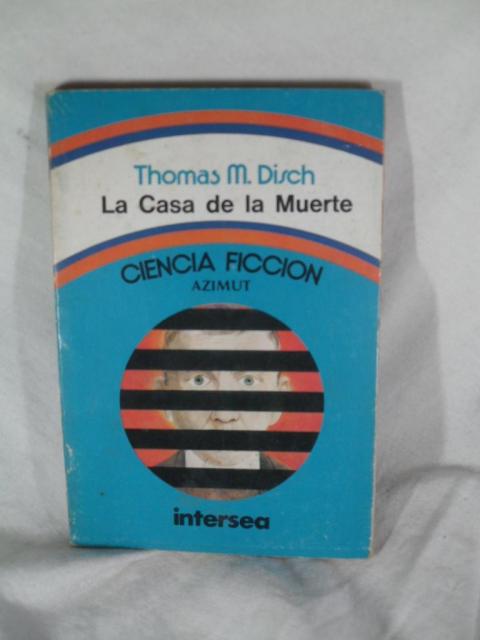 Thomas M. Disch
La Casa de la Muerte
CIENCIA FICCION
AZIMUT
intersea